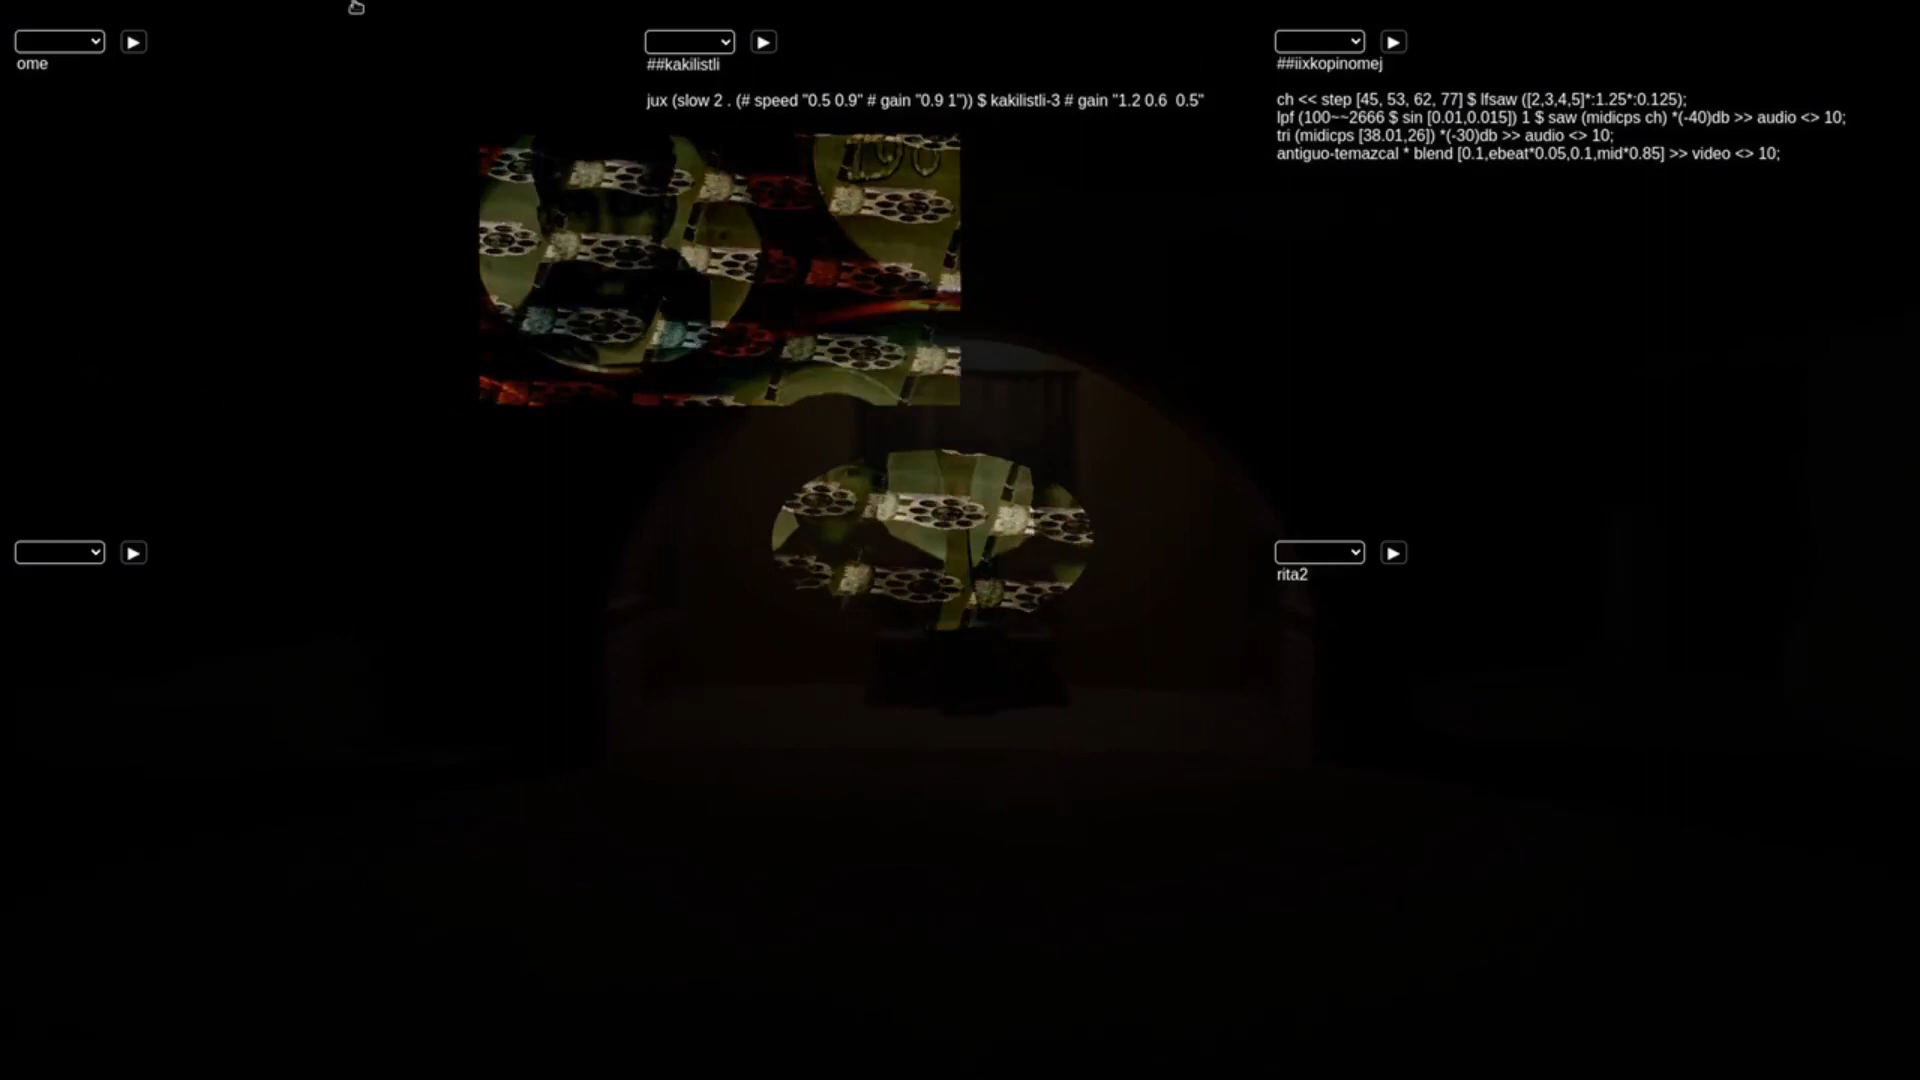 ome
##kakilistli
jux (slow 2 . (# speed "0.5 0.9" # gain "0.9 1")) $ kakilistli-3 # gain "1.2 0.6  0.5"
##iixkopinomej
ch << step [45, 53, 62, 77] $ lfsaw ([2,3,4,5]*:1.25*:0.125);
lpf (100~~2666 $ sin [0.01,0.015]) 1 $ saw (midicps ch) *(-40)db >> audio <> 10;
tri (midicps [38.01,26]) *(-30)db >> audio <> 10;
antiguo-temazcal * blend [0.1,ebeat*0.05,0.1,mid*0.85] >> video <> 10;
rita2